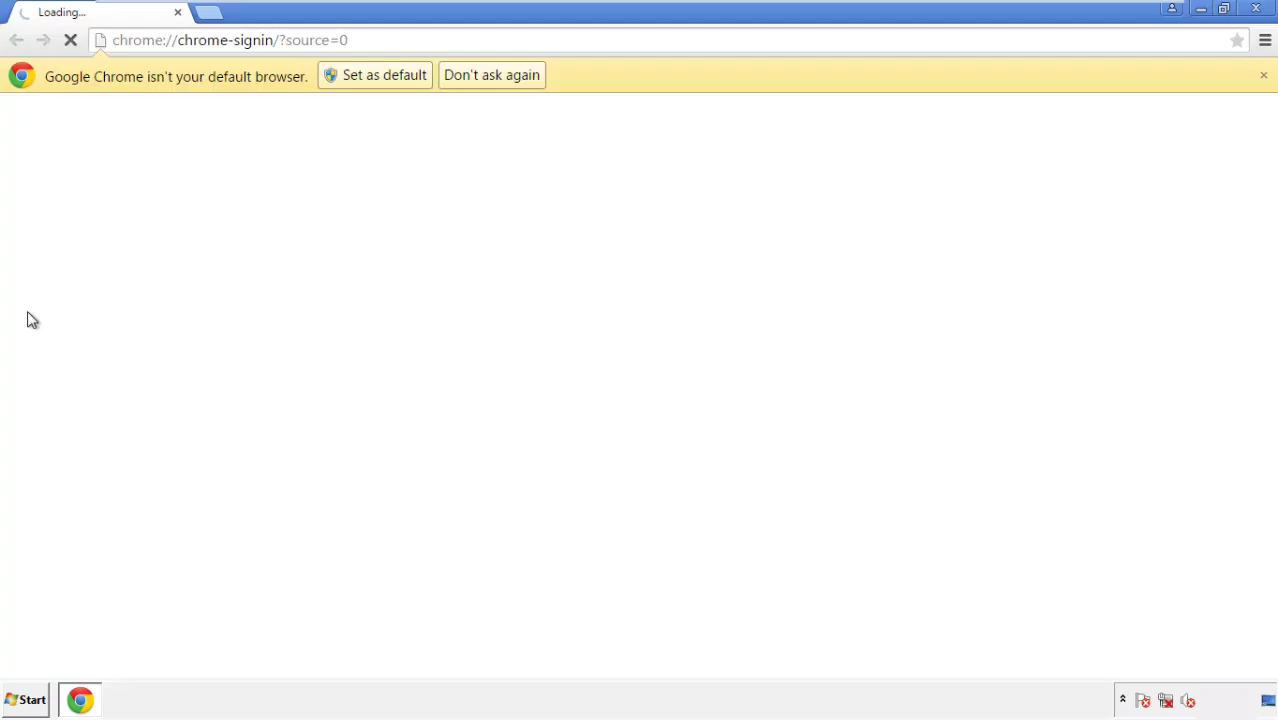 Loading...
chrome://chrome-signin/?source=0
Google Chrome isn't your default browser. Set as default Don't ask again
Start